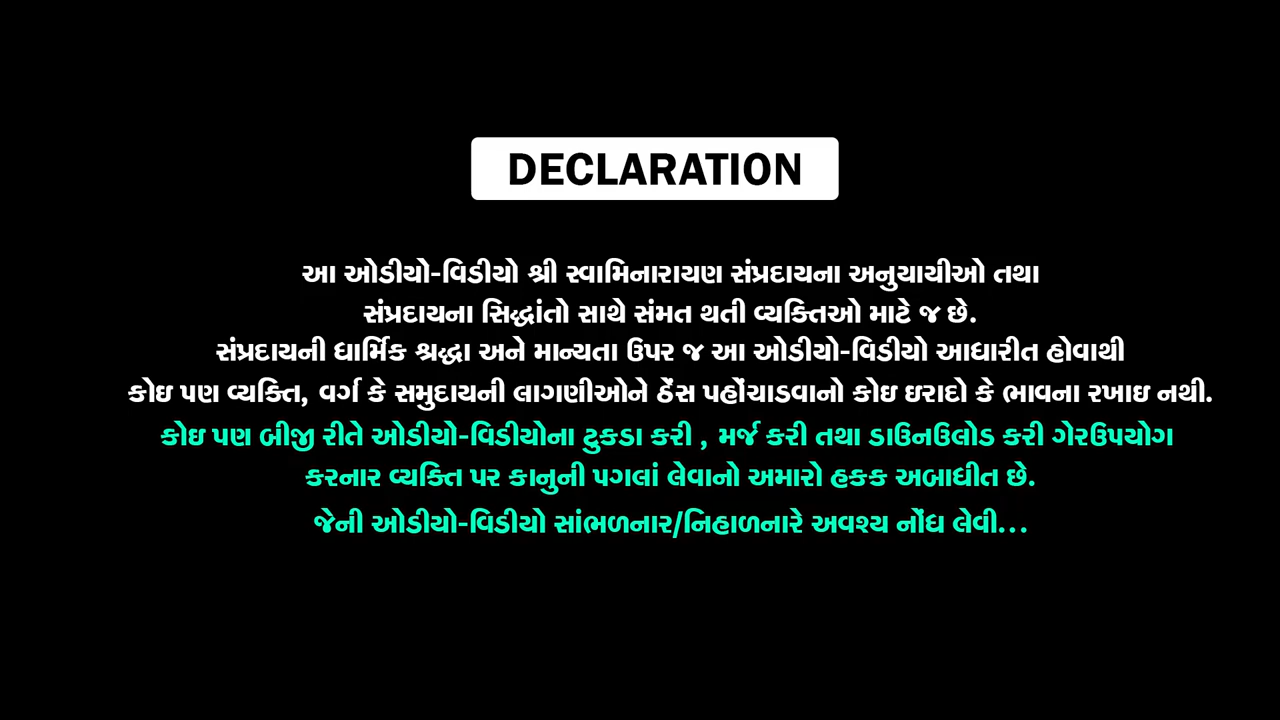 DECLARATION
આ ઓડીયો-વિડીયો શ્રી સ્વામિનારાયણ સંપ્રદાયના અનુયાયીઓ તથા
સંપ્રદાયના સિદ્ધાંતો સાથે સંમત થતી વ્યક્તિઓ માટે જ છે.
સંપ્રદાયની ધાર્મિક શ્રદ્ધા અને માન્યતા ઉપર જ આ ઓડીયો-વિડીયો આધારીત હોવાથી
કોઇ પણ વ્યક્તિ, વર્ગ કે સમુદાયની લાગણીઓને ઠેંસ પહોંચાડવાનો કોઇ ઇરાદો કે ભાવના રખાઇ નથી.
કોઇ પણ બીજી રીતે ઓડીયો-વિડીયોના ટુકડા કરી , મર્જ કરી તથા ડાઉનઉલોડ કરી ગેરઉપયોગ
કરનાર વ્યક્તિ પર કાનુની પગલાં લેવાનો અમારો હકક અબાધીત છે.
જેની ઓડીયો-વિડીયો સાંભળનાર/નિહાળનારે અવશ્ય નોંધ લેવી...